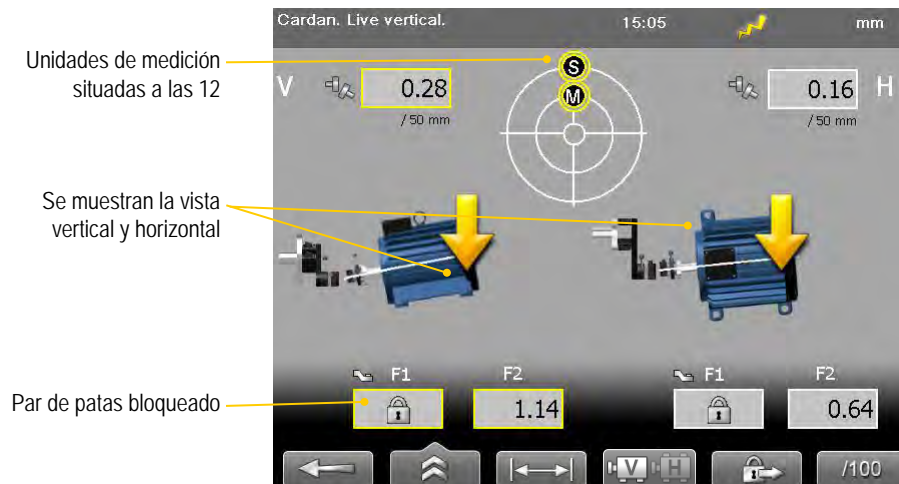 Cardan. Live vertical. 15:05 mm
Unidades de medición
situadas a las 12
S
V 0.28 0.16 H
M
/ 50 mm / 50 mm
Se muestran la vista
vertical y horizontal
F1 F2 F1 F2
Par de patas bloqueado
1.14 0.64
V H /100